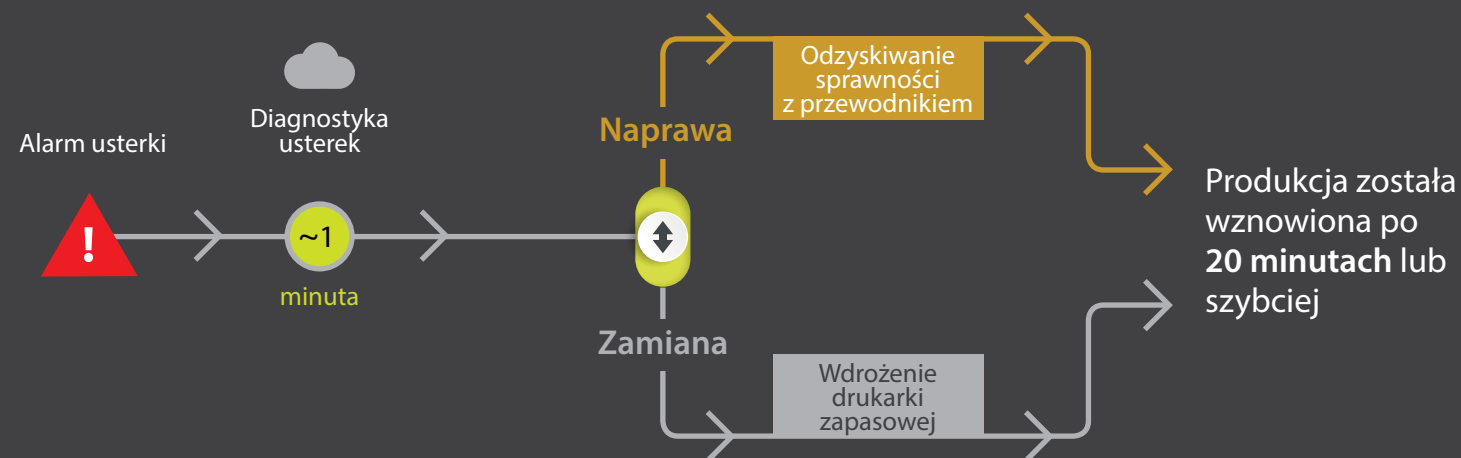 Alarm usterki
!
Diagnostyka
usterek
~1
minuta
Naprawa
Odzyskiwanie
sprawności
z przewodnikiem
Zamiana
Wdrożenie
drukarki
zapasowej
Produkcja została
wznowiona po
20 minutach lub
szybciej